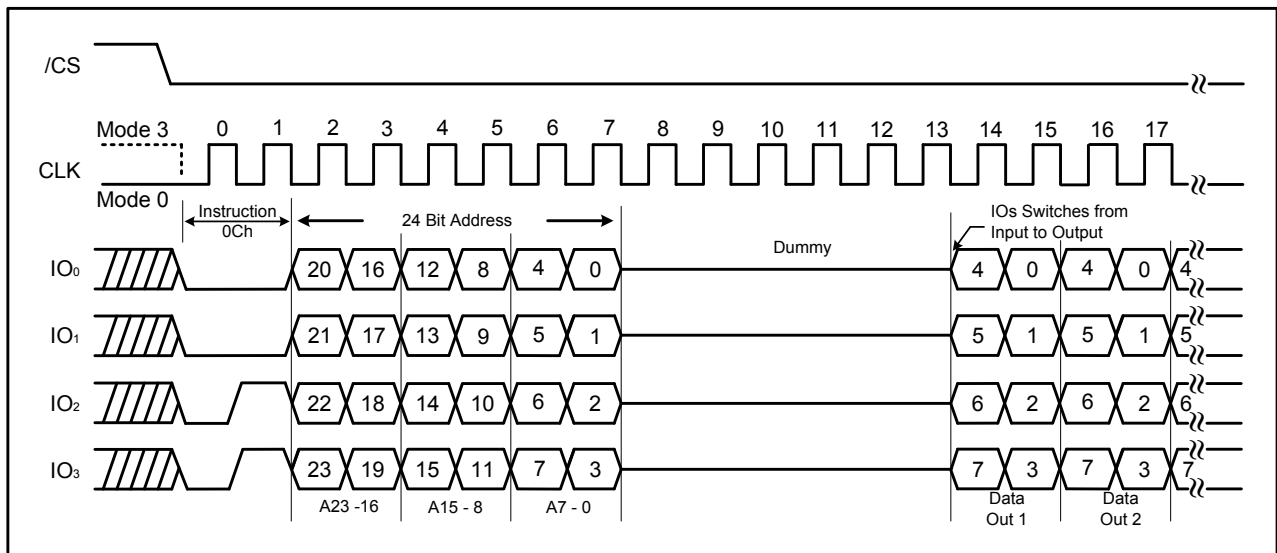 /CS
Mode 3 0 1 2 3 4 5 6 7 8 9 10 11 12 13 14 15 16 17
CLK
Mode 0
Instruction
0Ch
24 Bit Address
IOs Switches from
Input to Output
Dummy
IO0 20 16 12 8 4 0 4 0 4 0 4
IO1 21 17 13 9 5 1 5 1 5 1 5
IO2 22 18 14 10 6 2 6 2 6 2 6
IO3 23 19 15 11 7 3 7 3 7 3 7
A23 -16 A15 - 8 A7 - 0
Data
Out 1
Data
Out 2